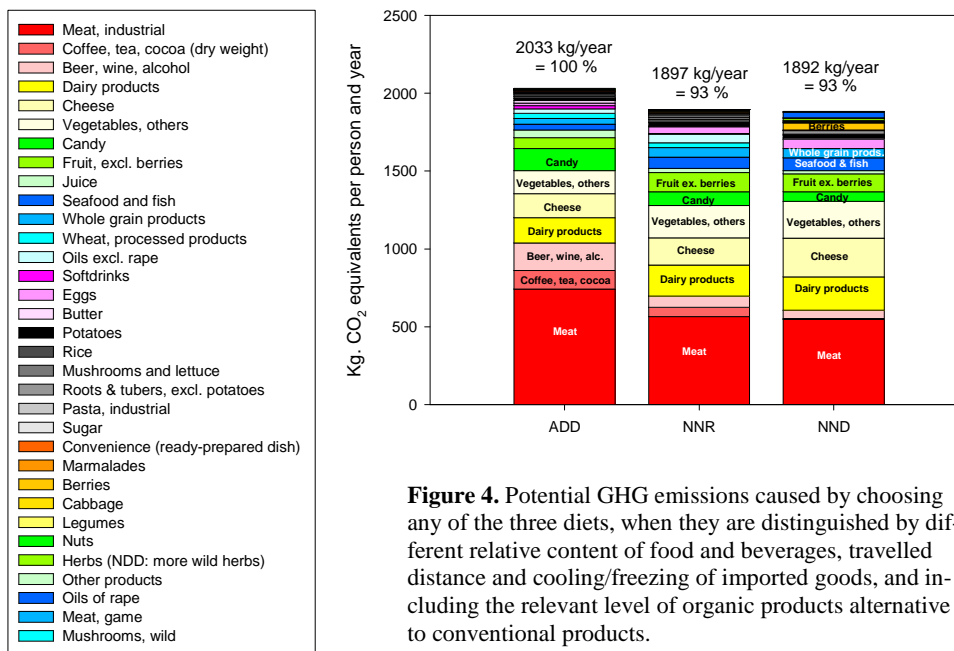 Meat, industrial
Coffee, tea, cocoa (dry weight)
Beer, wine, alcohol
Dairy products
Cheese
Vegetables, others
Candy
Fruit, excl. berries
Juice
Seafood and fish
Whole grain products
Wheat, processed products
Oils excl. rape
Softdrinks
Eggs
Butter
Potatoes
Rice
Mushrooms and lettuce
Roots & tubers, excl. potatoes
Pasta, industrial
Sugar
Convenience (ready-prepared dish)
Marmalades
Berries
Cabbage
Legumes
Nuts
Herbs (NDD: more wild herbs)
Other products
Oils of rape
Meat, game
Mushrooms, wild
Kg. CO2 equivalents per person and year
2500
2000
1500
1000
500
0
2033 kg/year
= 100 %
Candy
Vegetables, others
Cheese
Dairy products
Beer, wine, alc.
Coffee, tea, cocoa
Meat
ADD
1897 kg/year
= 93 %
Fruit ex. berries
Candy
Vegetables, others
Cheese
Dairy products
Meat
NNR
1892 kg/year
= 93 %
Berries
Whole grain prods.
Seafood & fish
Fruit ex. berries
Candy
Vegetables, others
Cheese
Dairy products
Meat
NND
Figure 4. Potential GHG emissions caused by choosing
any of the three diets, when they are distinguished by dif-
ferent relative content of food and beverages, travelled
distance and cooling/freezing of imported goods, and in-
cluding the relevant level of organic products alternative
to conventional products.